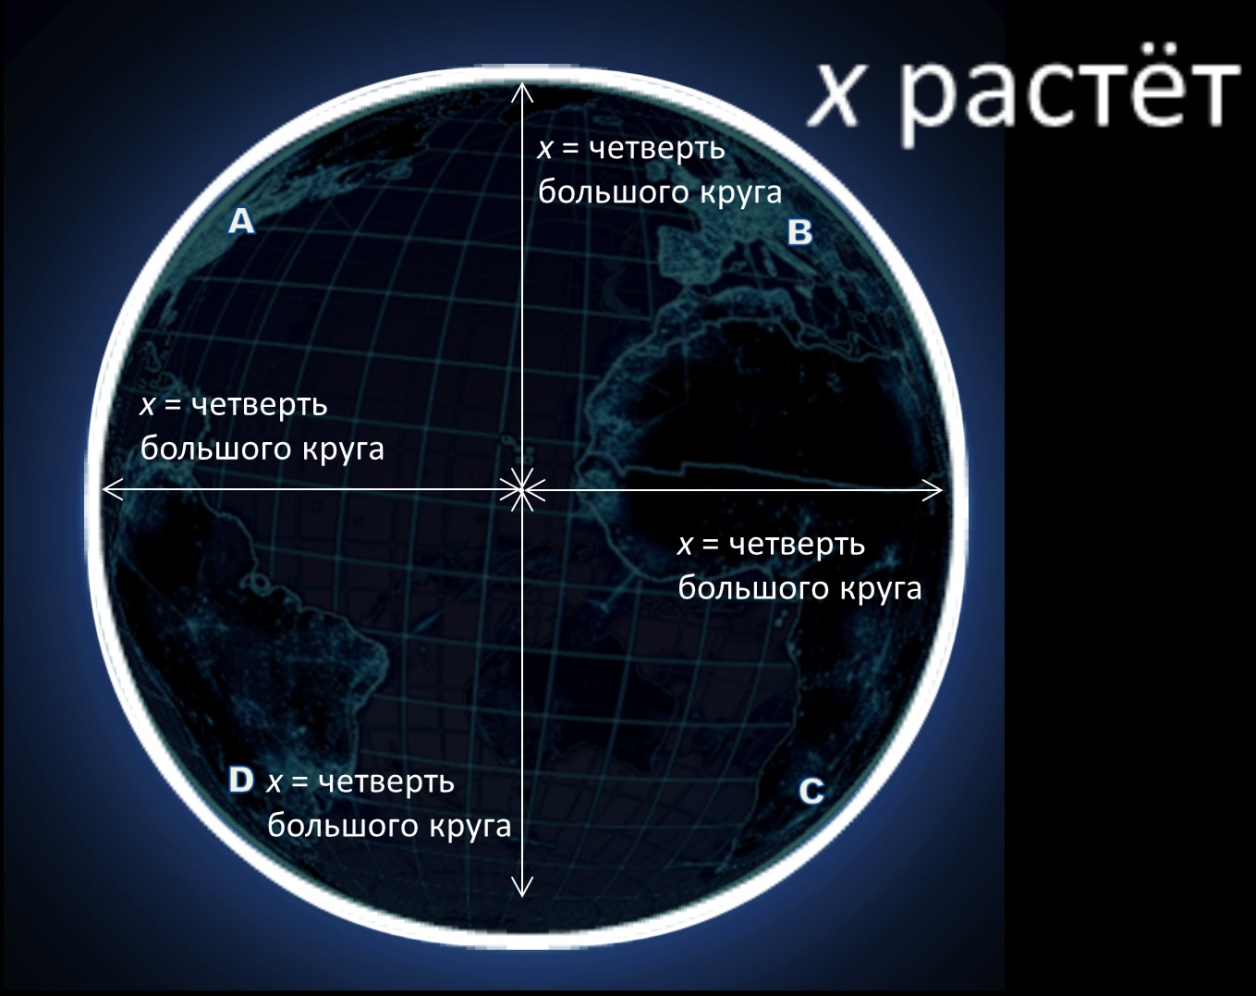 x растёт
x = четверть
большого круга
A
B
x = четверть
большого круга
x = четверть
большого круга
D
x = четверть
большого круга
C